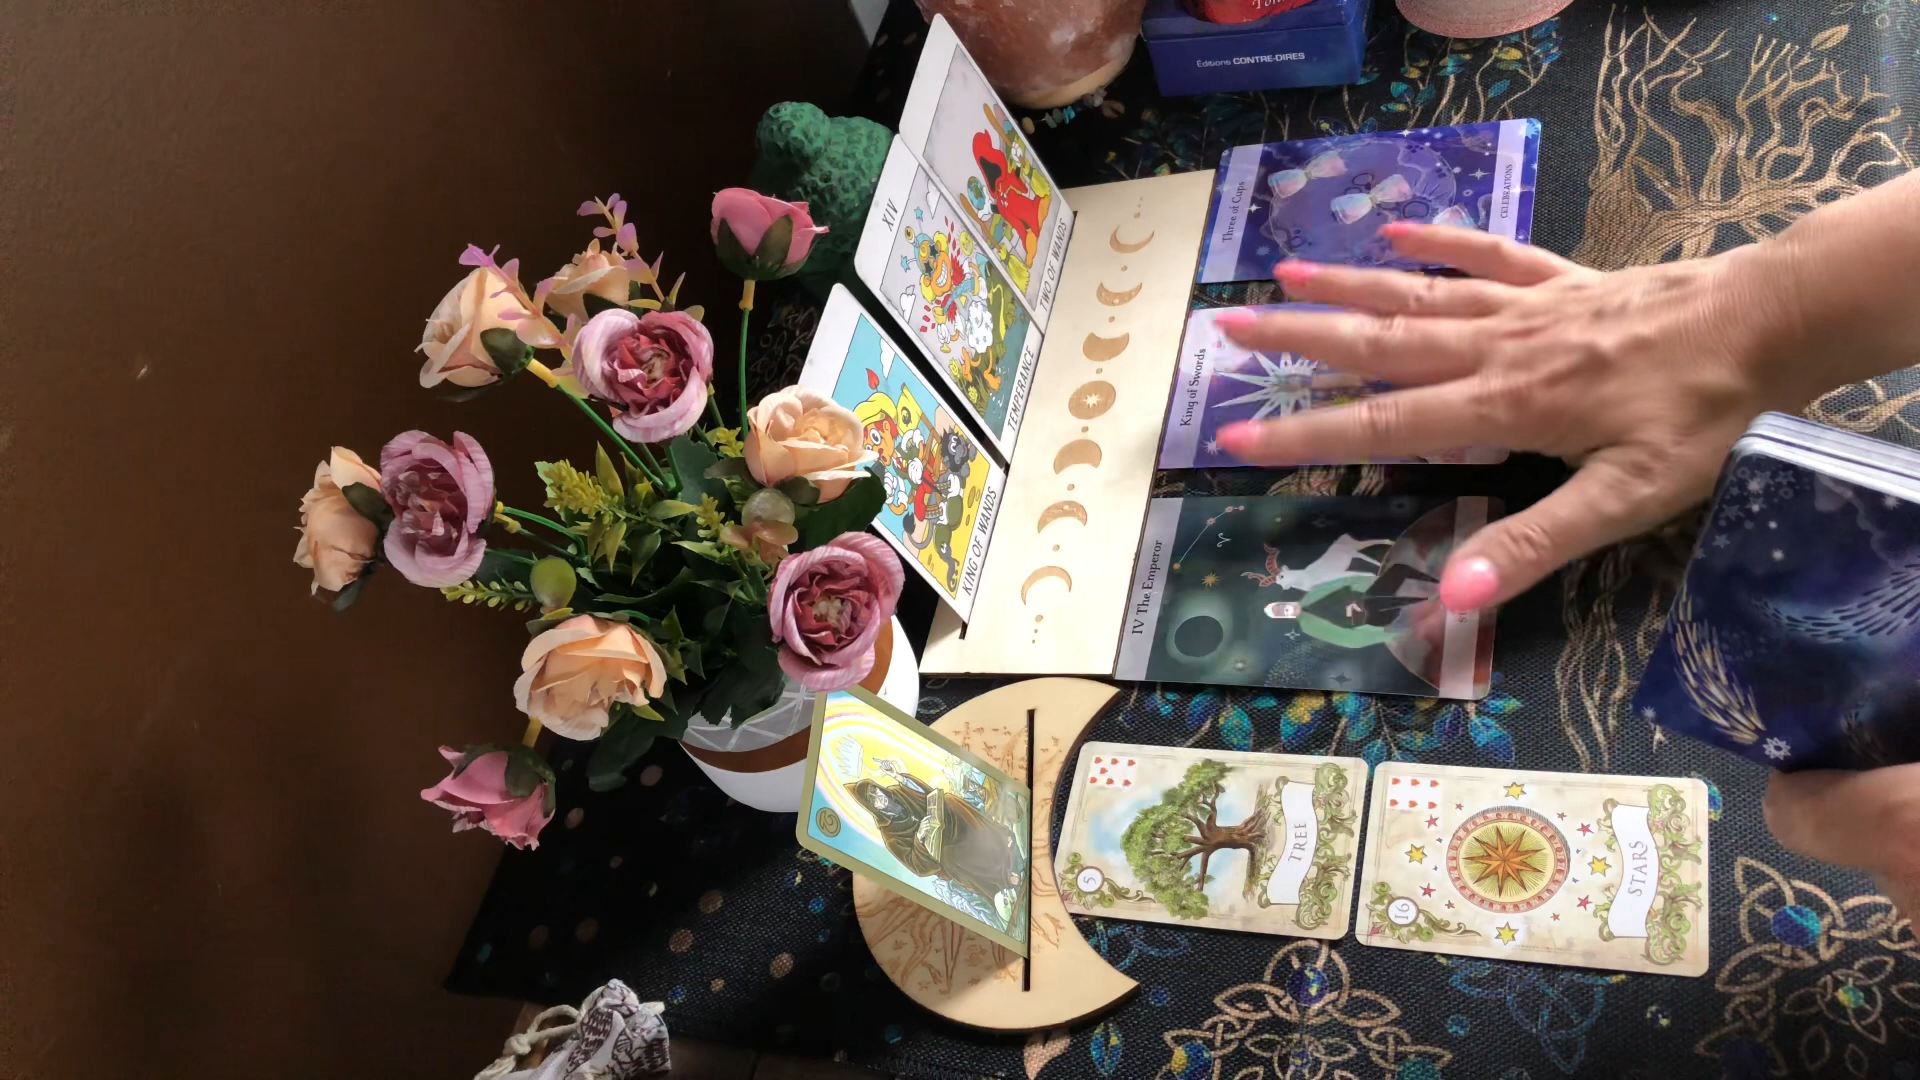 Éditions CONTRE-DIRES
TWO OF WANDS
XIV
TEMPERANCE
KING OF WANDS
Three of Cups
CELEBRATIONS
King of Swords
IV The Emperor
5
TREE
16
STARS